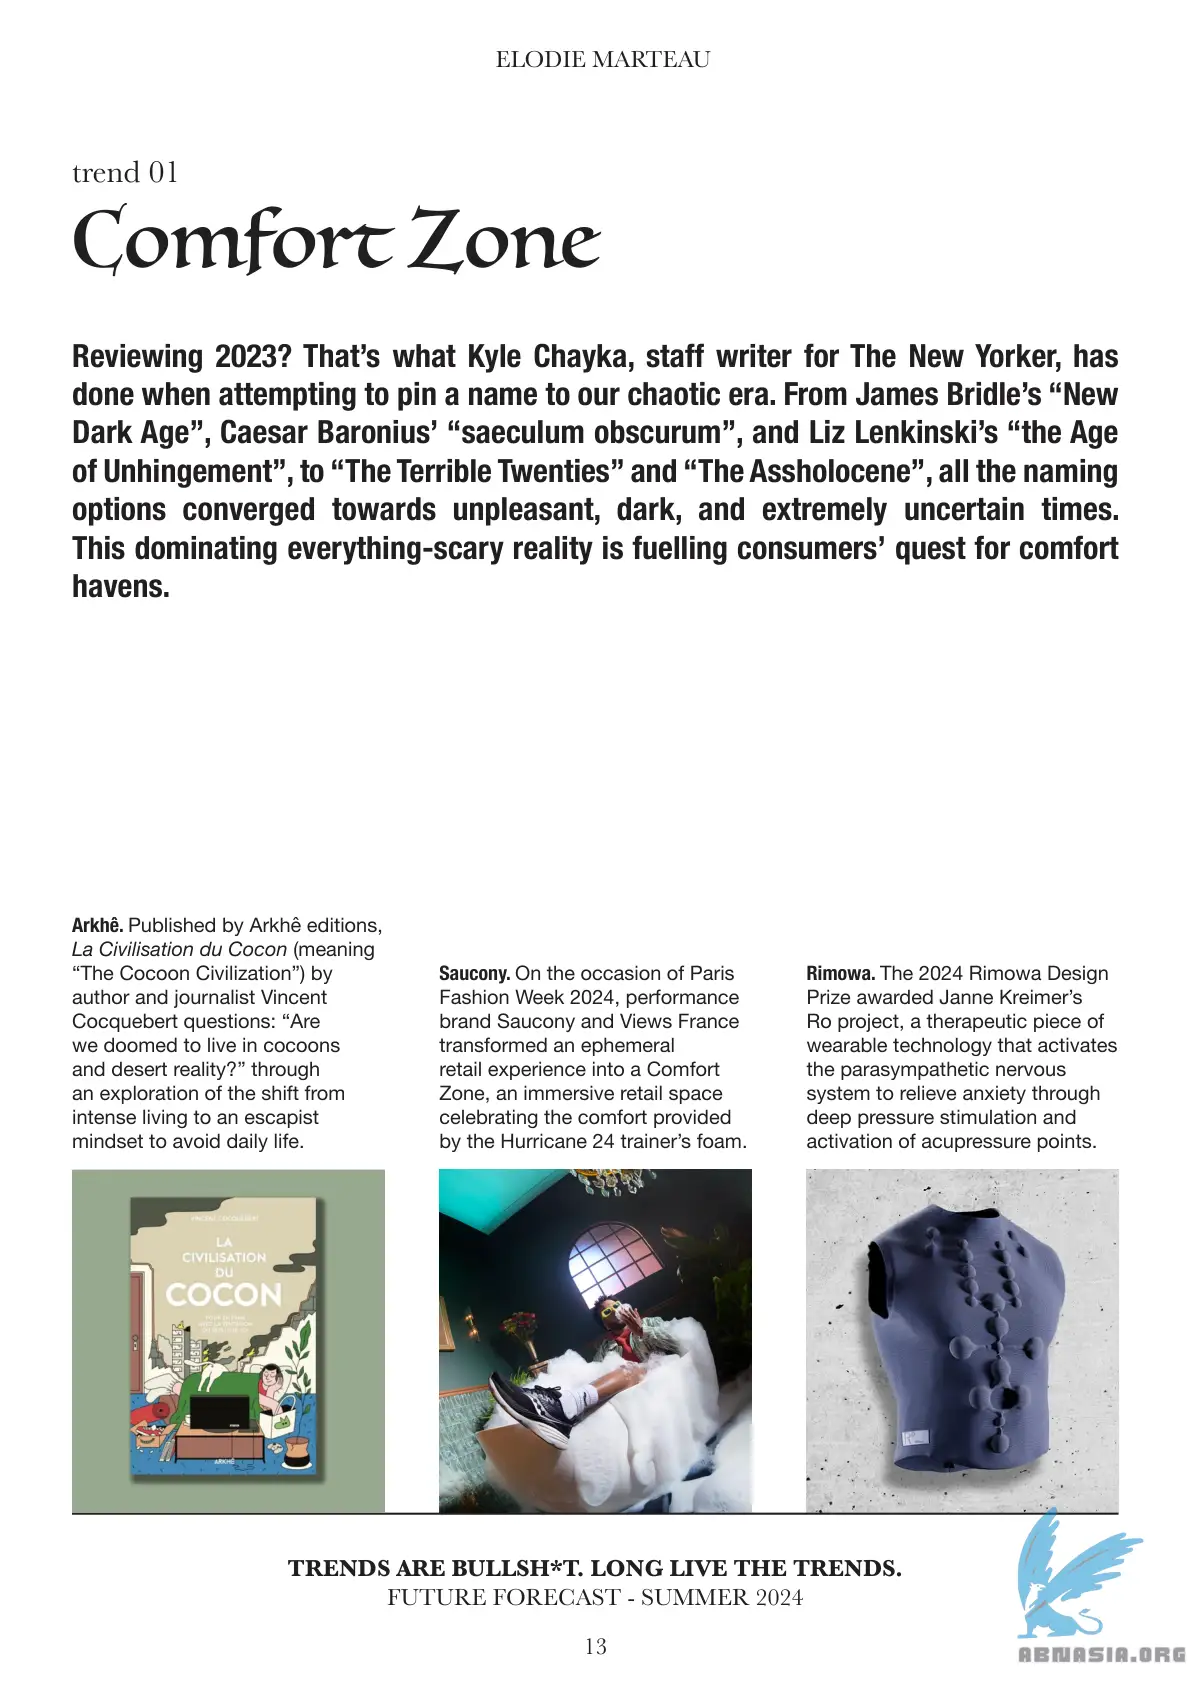 ELODIE MARTEAU
trend 01
Comfort Zone
Reviewing 2023? That’s what Kyle Chayka, staff writer for The New Yorker, has
done when attempting to pin a name to our chaotic era. From James Bridle’s “New
Dark Age”, Caesar Baronius’ “saeculum obscurum”, and Liz Lenkinski’s “the Age
of Unhingement”, to “The Terrible Twenties” and “The Assholocene”, all the naming
options converged towards unpleasant, dark, and extremely uncertain times.
This dominating everything-scary reality is fuelling consumers’ quest for comfort
havens.
Arkhê. Published by Arkhê editions,
La Civilisation du Cocon (meaning
“The Cocoon Civilization”) by
author and journalist Vincent
Cocquebert questions: “Are
we doomed to live in cocoons
and desert reality?” through
an exploration of the shift from
intense living to an escapist
mindset to avoid daily life.
Saucony. On the occasion of Paris
Fashion Week 2024, performance
brand Saucony and Views France
transformed an ephemeral
retail experience into a Comfort
Zone, an immersive retail space
celebrating the comfort provided
by the Hurricane 24 trainer’s foam.
Rimowa. The 2024 Rimowa Design
Prize awarded Janne Kreimer’s
Ro project, a therapeutic piece of
wearable technology that activates
the parasympathetic nervous
system to relieve anxiety through
deep pressure stimulation and
activation of acupressure points.
LA
CIVILISATION
DU
COCON
ARKHÊ
TRENDS ARE BULLSH*T. LONG LIVE THE TRENDS.
FUTURE FORECAST - SUMMER 2024
13
ABNASIA.ORG